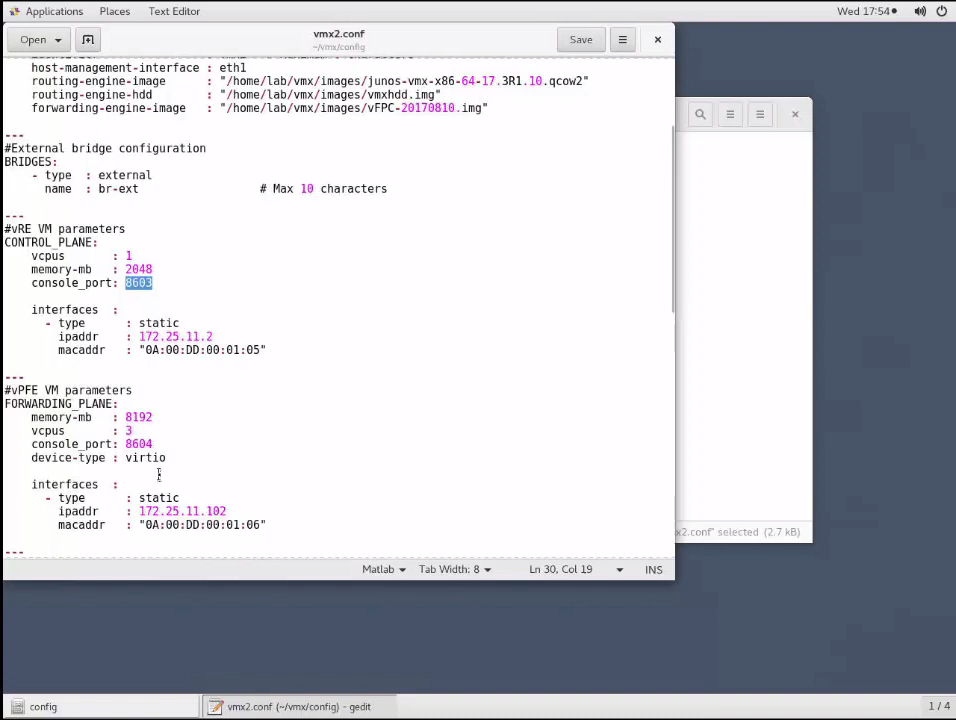 Applications Places Text Editor Wed 17:54
Open vmx2.conf Save
~/vmx/config
host-management-interface : eth1
routing-engine-image : "/home/lab/vmx/images/junos-vmx-x86-64-17.3R1.10.qcow2"
routing-engine-hdd : "/home/lab/vmx/images/vmxhdd.img"
forwarding-engine-image : "/home/lab/vmx/images/vFPC-20170810.img"
---
#External bridge configuration
BRIDGES:
- type : external
name : br-ext # Max 10 characters
---
#vRE VM parameters
CONTROL_PLANE:
vcpus : 1
memory-mb : 2048
console_port: 8603
interfaces :
- type : static
ipaddr : 172.25.11.2
macaddr : "0A:00:DD:00:01:05"
---
#vPFE VM parameters
FORWARDING_PLANE:
memory-mb : 8192
vcpus : 3
console_port: 8604
device-type : virtio
interfaces :
- type : static
ipaddr : 172.25.11.102
macaddr : "0A:00:DD:00:01:06"
---
x2.conf" selected (2.7 kB)
Matlab Tab Width: 8 Ln 30, Col 19 INS
config vmx2.conf (~/vmx/config) - gedit 1 / 4